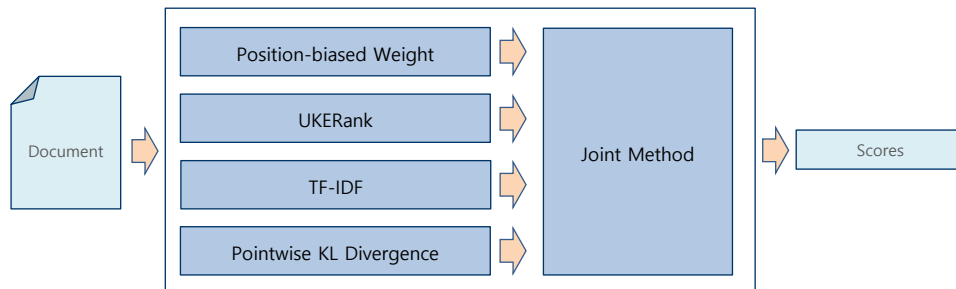 Position-biased Weight
Document
UKERank
TF-IDF
Pointwise KL Divergence
Joint Method
Scores